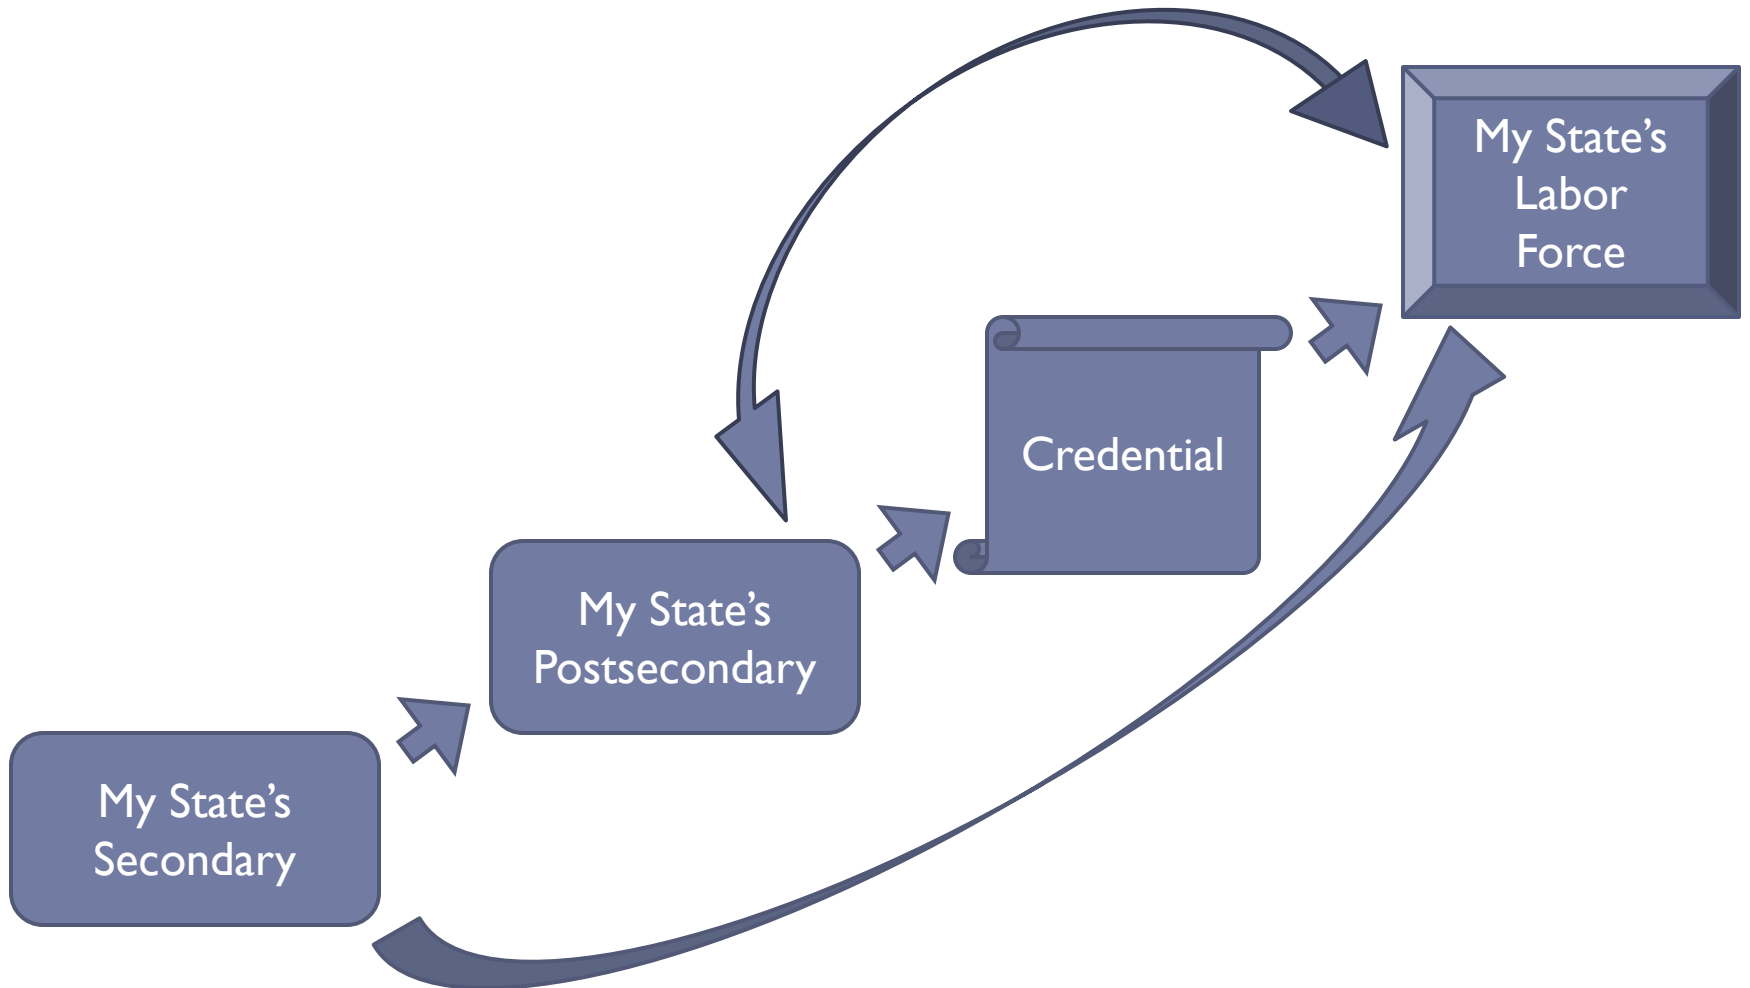 My State’s
Labor
Force
Credential
My State’s
Postsecondary
My State’s
Secondary